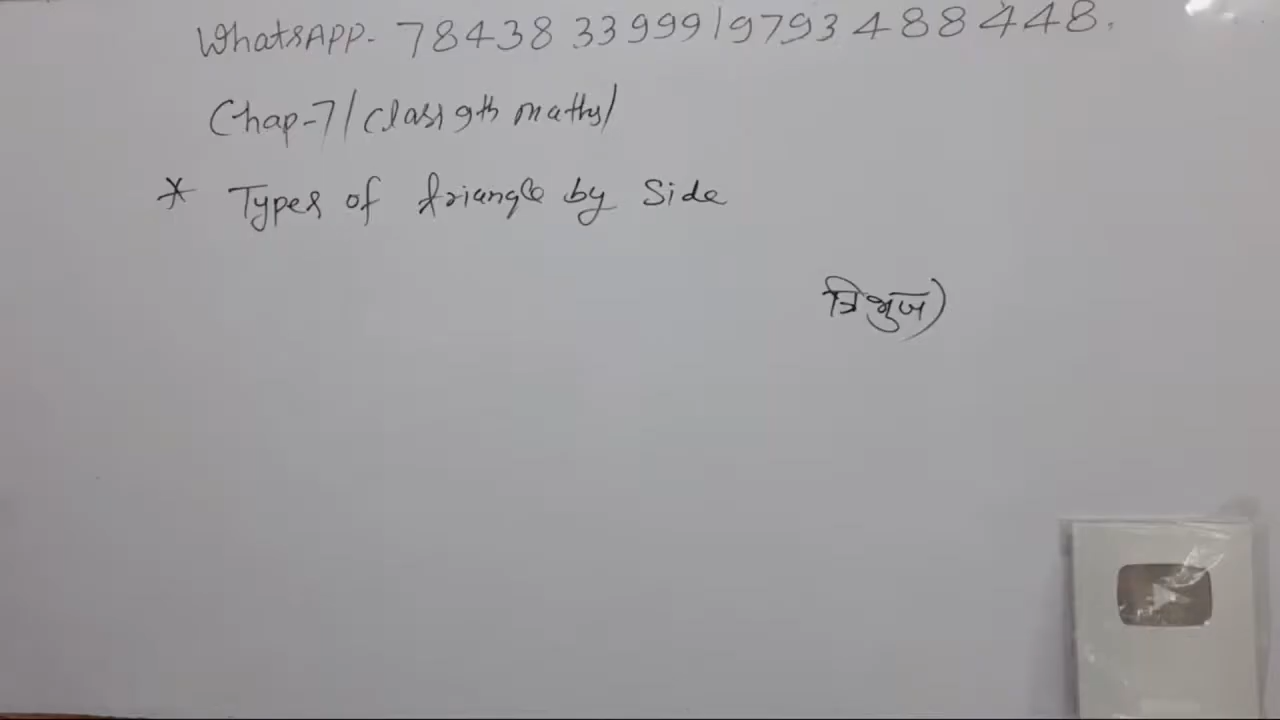 WhatsAPP- 78438 33999/9793488448.
Chap-7/Class 9th maths/
* Types of triangle by Side
त्रिभुज)